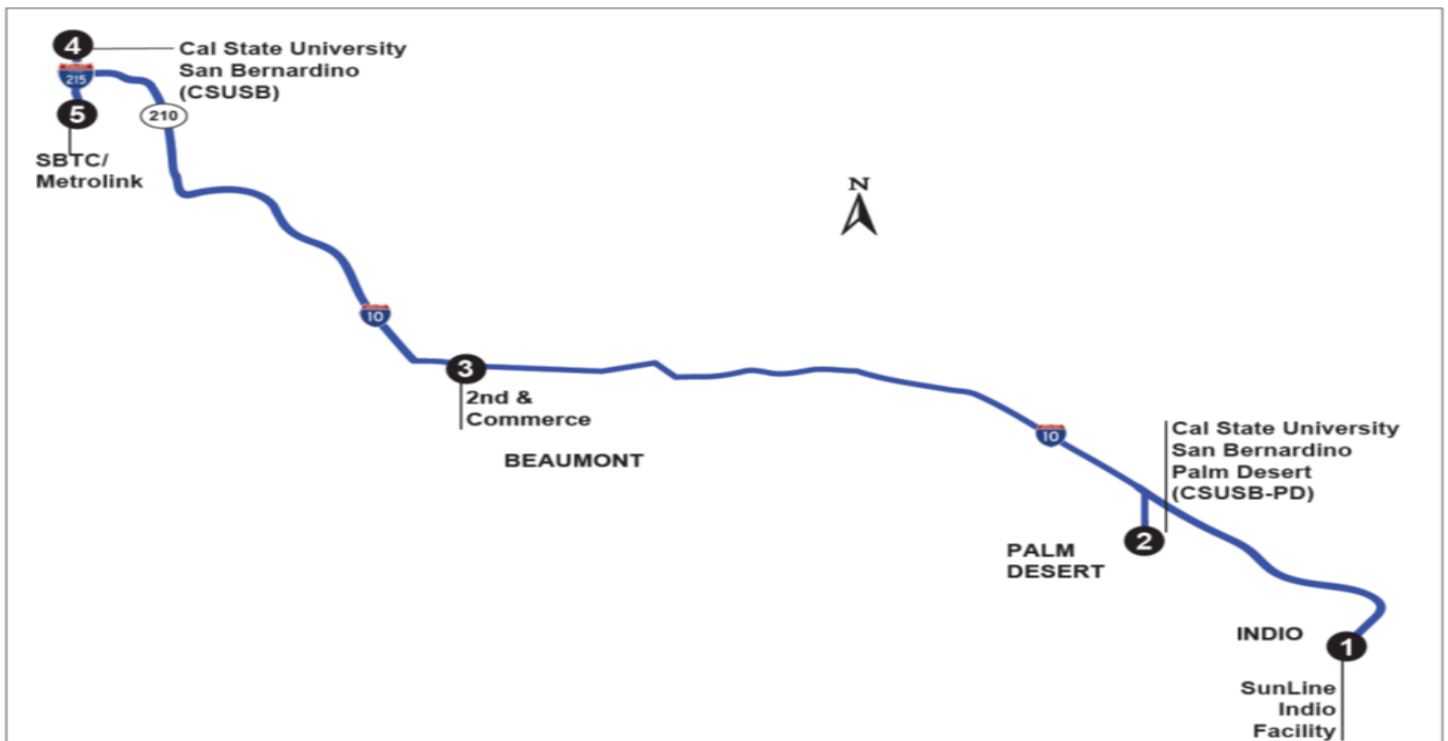 4
Cal State University
San Bernardino
(CSUSB)
215
5
210
SBTC/
Metrolink
N
10
3
2nd &
Commerce
BEAUMONT
10
Cal State University
San Bernardino
Palm Desert
(CSUSB-PD)
2
PALM
DESERT
INDIO
1
SunLine
Indio
Facility